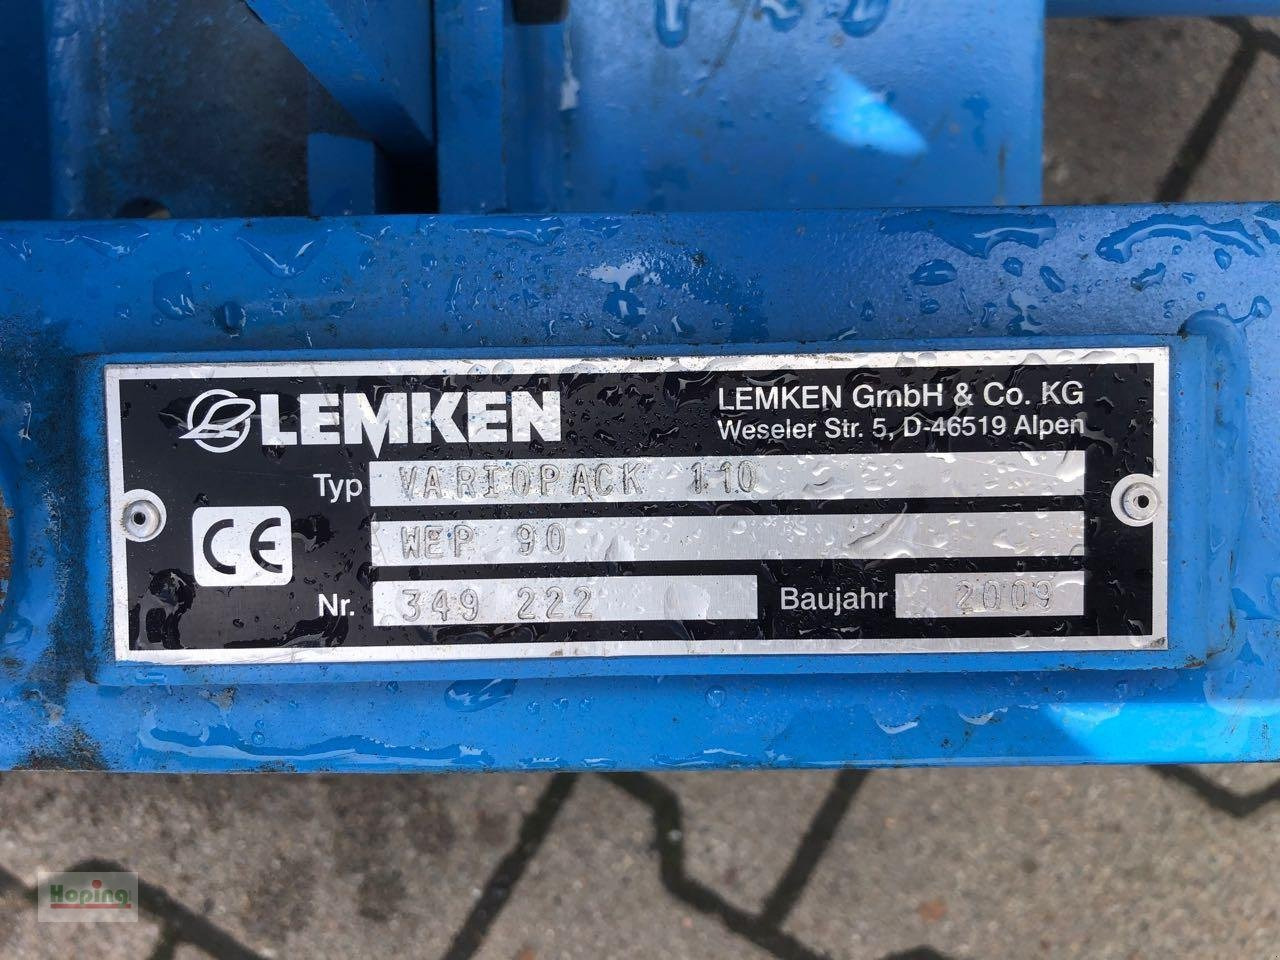 LEMKEN
LEMKEN GmbH & Co. KG
Weseler Str. 5, D-46519 Alpen
Typ VARIOPACK 110
CE WEP 90
Nr. 349 222 Baujahr 2009
Hoping